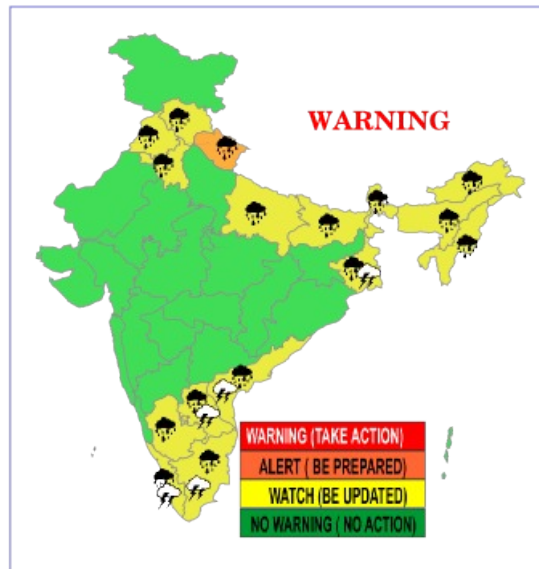 WARNING
WARNING (TAKE ACTION)
ALERT ( BE PREPARED)
WATCH (BE UPDATED)
NO WARNING ( NO ACTION)